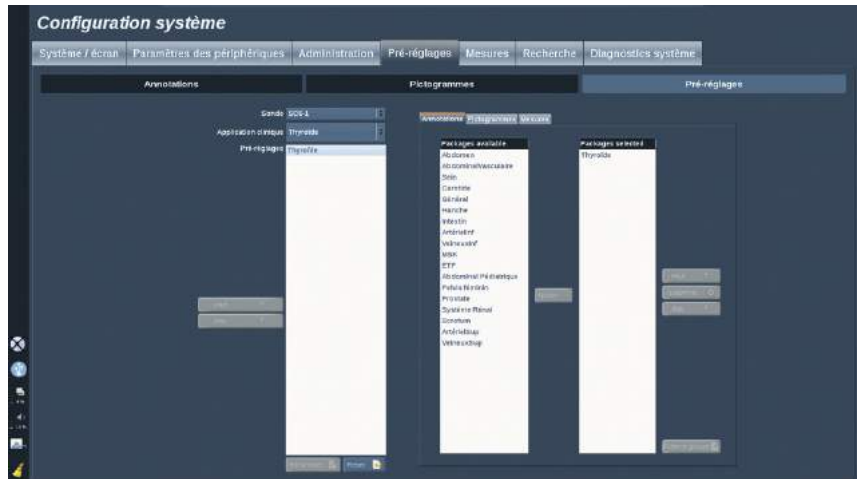 Configuration système
Système / écran
Paramètres des périphériques
Administration
Pré-réglages
Mesures
Recherche
Diagnostics système
Annotations
Pictogrammes
Pré-réglages
Sonde
Application clinique
Thyroïde
Pré-réglages
Thyroïde
Annotations
Pictogrammes
Mesures
Packages available
Abdomen
AbdominalVasculaire
Sein
Carotide
Général
Hanche
Intestin
ArtérielInf
VeineuxInf
MSK
ETF
Abdominal Pédiatrique
Pelvis féminin
Prostate
Système Rénal
Scrotum
ArtérielSup
VeineuxSup
Packages selected
Thyroïde